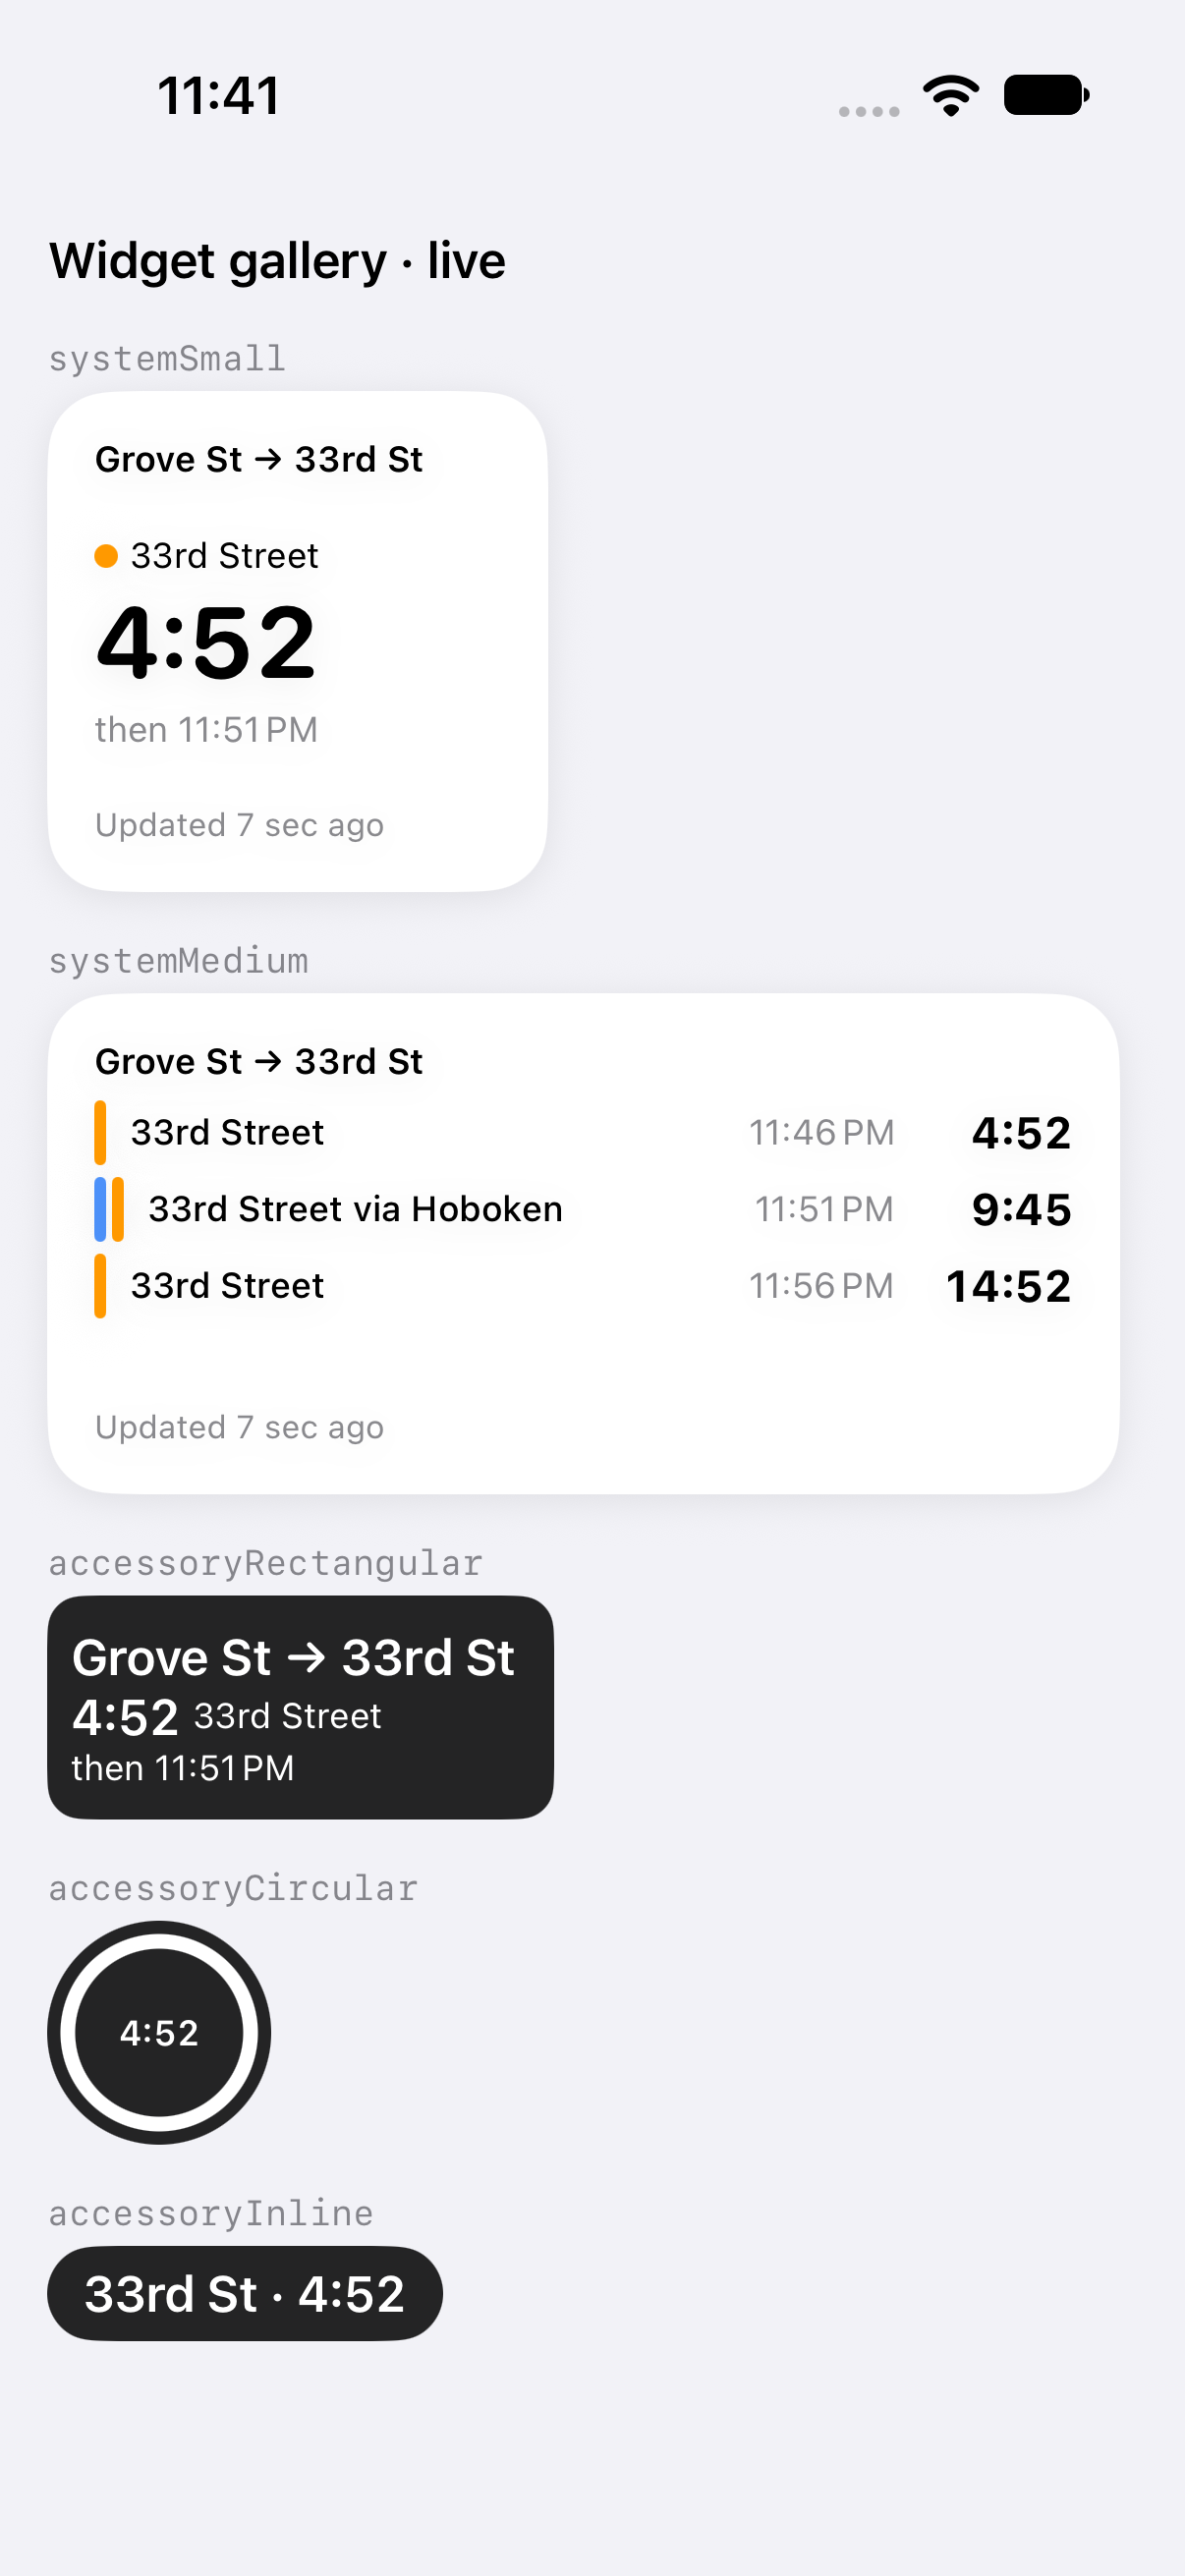 11:41
Widget gallery · live
systemSmall
Grove St → 33rd St
33rd Street
4:52
then 11:51 PM
Updated 7 sec ago
systemMedium
Grove St → 33rd St
33rd Street 11:46 PM 4:52
33rd Street via Hoboken 11:51 PM 9:45
33rd Street 11:56 PM 14:52
Updated 7 sec ago
accessoryRectangular
Grove St → 33rd St
4:52 33rd Street
then 11:51 PM
accessoryCircular
4:52
accessoryInline
33rd St · 4:52